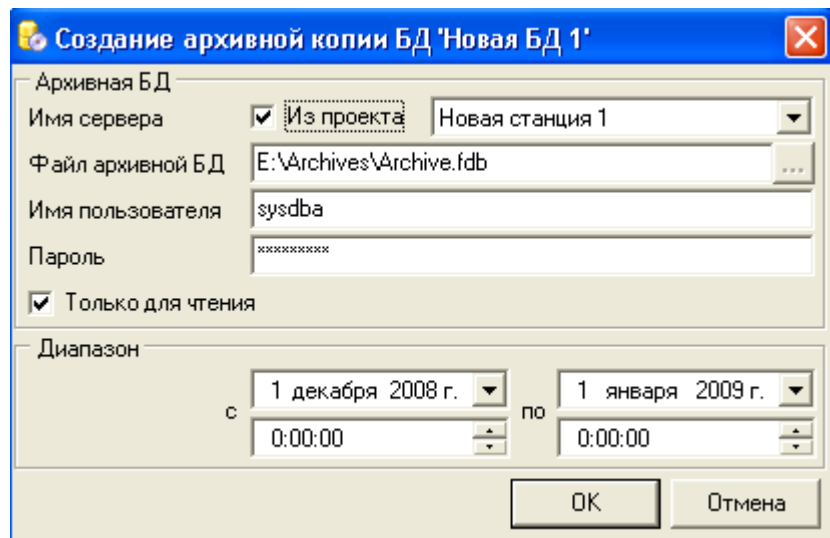 Создание архивной копии БД 'Новая БД 1'
Архивная БД
Имя сервера Из проекта Новая станция 1
Файл архивной БД E:\Archives\Archive.fdb ...
Имя пользователя sysdba
Пароль *********
Только для чтения
Диапазон
с 1 декабря 2008 г. по 1 января 2009 г.
0:00:00 0:00:00
OK Отмена